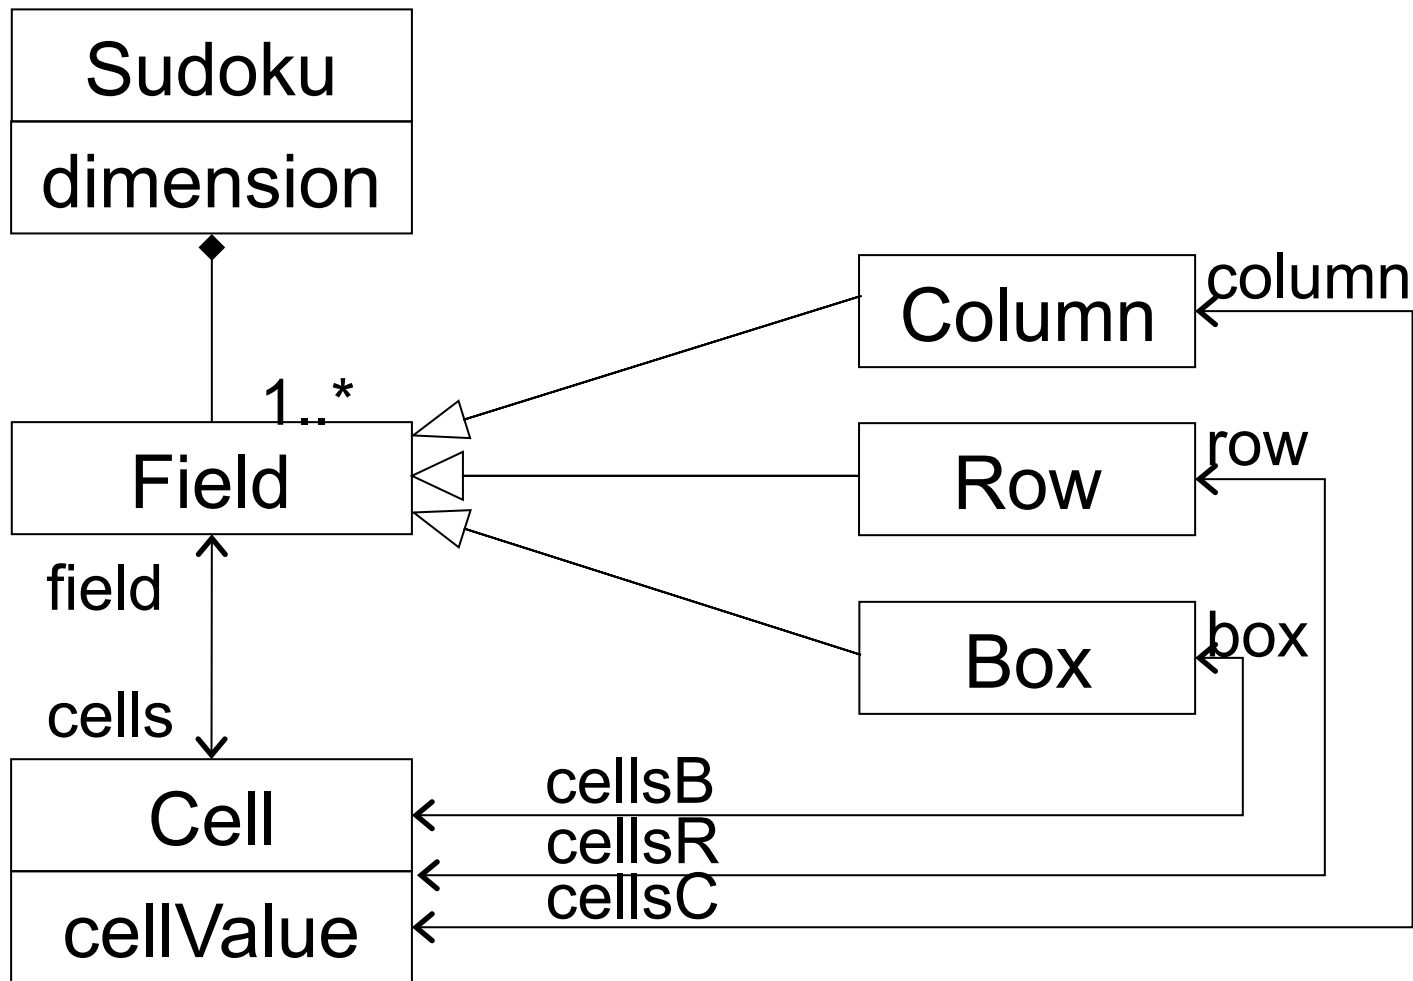 Sudoku
dimension
column
Column
1..*
row
Field
Row
field
box
Box
cells
cellsB
Cell
cellsR
cellsC
cellValue